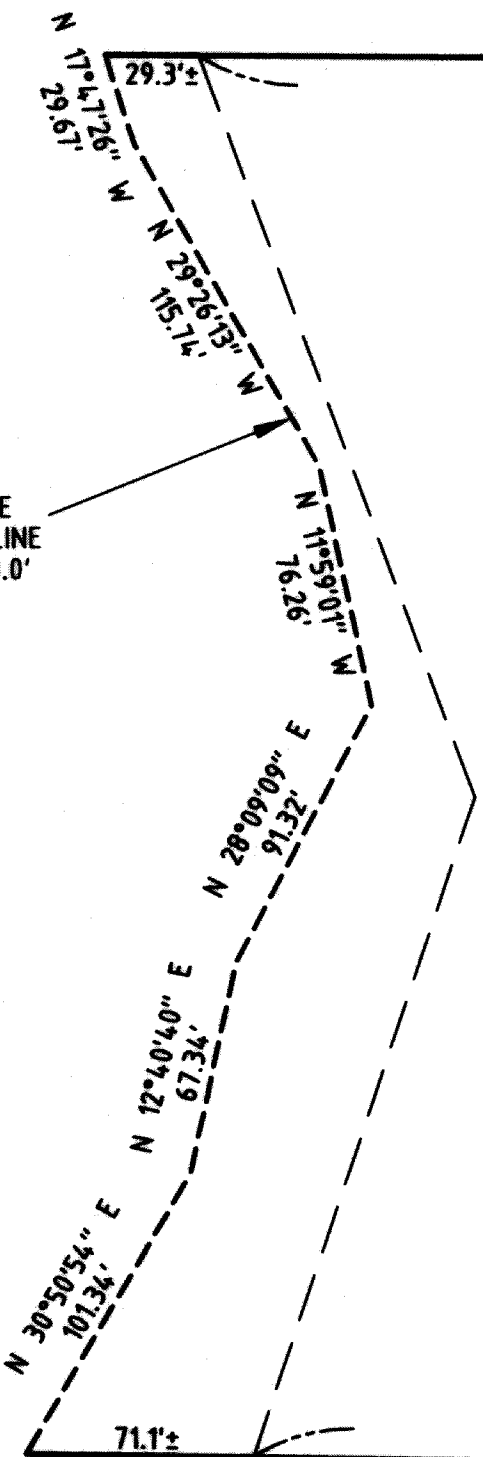 29.3'±
N 17°47'26" W
29.67'
N 29°26'13" W
115.74'
E
LINE
.0'
N 11°59'01" W
76.26'
N 28°09'09" E
91.32'
N 12°40'40" E
67.34'
N 30°50'54" E
101.34'
71.1'±